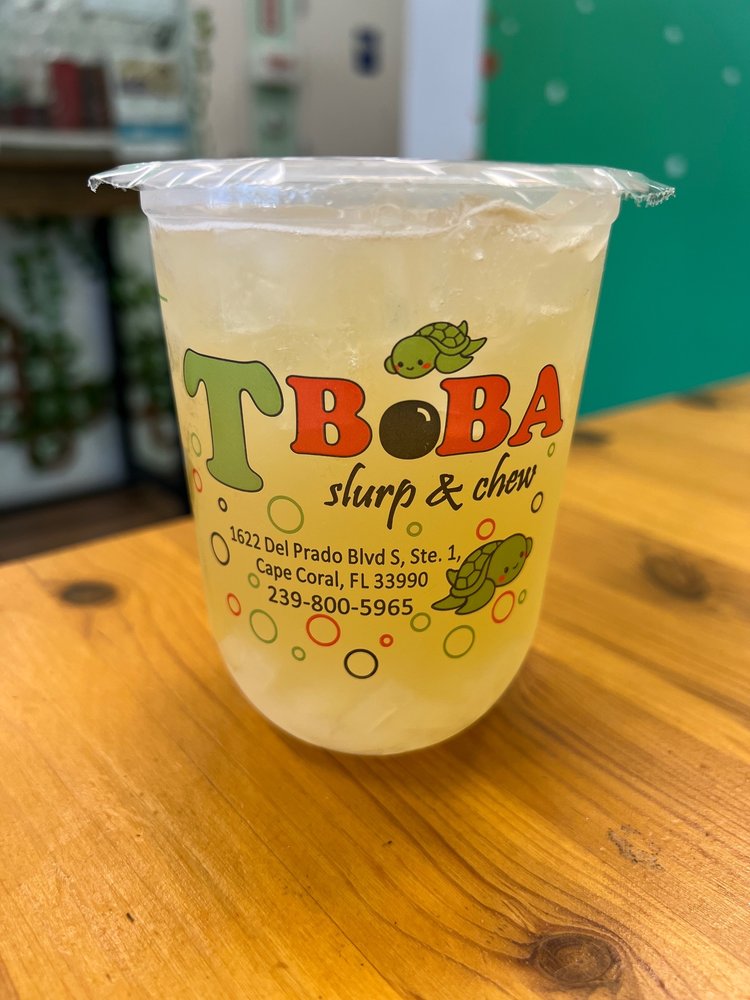 TBOBA
slurp & chew
1622 Del Prado Blvd S, Ste. 1,
Cape Coral, FL 33990
239-800-5965